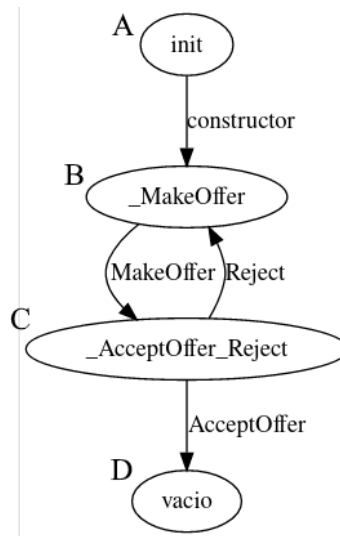 A
init
constructor
B
_MakeOffer
MakeOffer Reject
C
_AcceptOffer_Reject
AcceptOffer
D
vacio